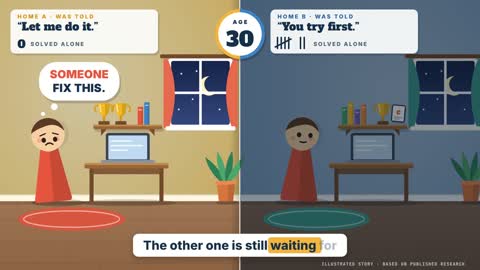 HOME A · WAS TOLD
“Let me do it.”
0 SOLVED ALONE
AGE
30
HOME B · WAS TOLD
“You try first.”
SOLVED ALONE
SOMEONE
FIX THIS.
The other one is still waiting for
ILLUSTRATED STORY · BASED ON PUBLISHED RESEARCH